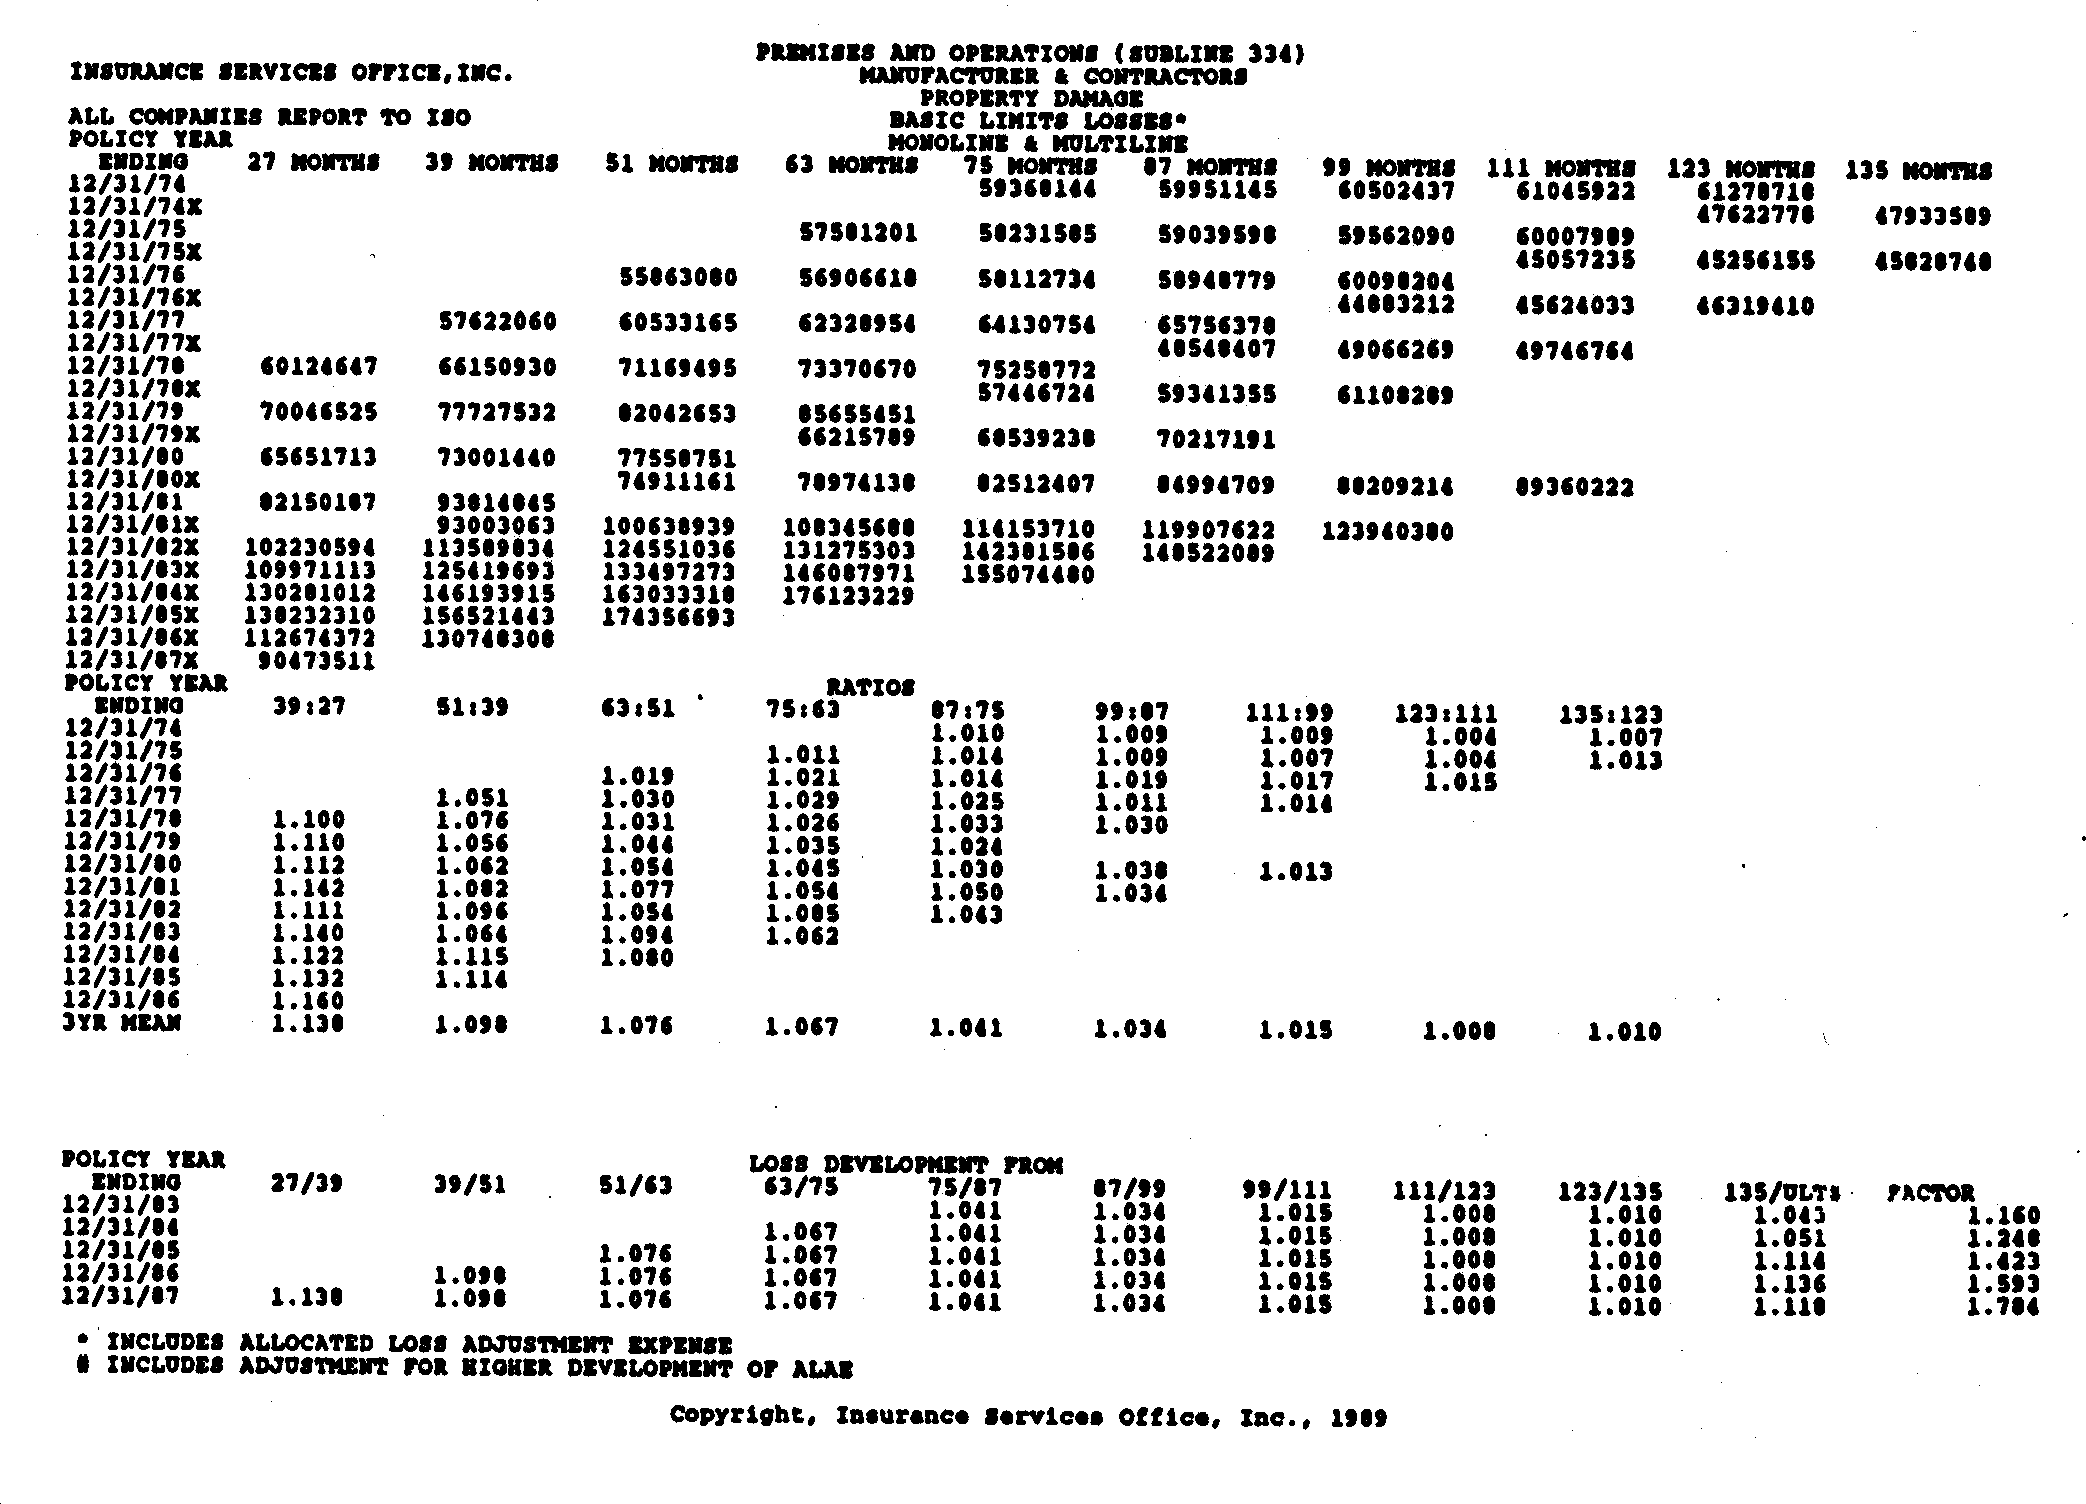 INSURANCE SERVICES OFFICE,INC.
PREMISES AND OPERATIONS (SUBLINE 334)
MANUFACTURER & CONTRACTORS
PROPERTY DAMAGE
ALL COMPANIES REPORT TO ISO
BASIC LIMITS LOSSES*
POLICY YEAR
MONOLINE & MULTILINE
ENDING 27 MONTHS 39 MONTHS 51 MONTHS 63 MONTHS 75 MONTHS 87 MONTHS 99 MONTHS 111 MONTHS 123 MONTHS 135 MONTHS
12/31/74 59368144 59951145 60502437 61045922 61278718
12/31/74X 47622778 47933589
12/31/75 57581201 58231585 59039598 59562090 60007989
12/31/75X 45057235 45256155 45828748
12/31/76 55863080 56906618 58112734 58948779 60098204
12/31/76X 44883212 45624033 46319410
12/31/77 57622060 60533165 62328954 64130754 65756378
12/31/77X 48548407 49066269 49746764
12/31/78 60124647 66150930 71169495 73370670 75258772
12/31/78X 57446724 59341355 61108289
12/31/79 70046525 77727532 82042653 85655451
12/31/79X 66215789 68539238 70217191
12/31/80 65651713 73001440 77558751
12/31/80X 74911161 78974138 82512407 84994709 88209214 89360222
12/31/81 82150187 93814845
12/31/81X 93003063 100638939 108345688 114153710 119907622 123940380
12/31/82X 102230594 113589834 124551036 131275303 142381586 148522089
12/31/83X 109971113 125419693 133497273 146087971 155074480
12/31/84X 130281012 146193915 163033318 176123229
12/31/85X 138232310 156521443 174356693
12/31/86X 112674372 130748308
12/31/87X 90473511
POLICY YEAR RATIOS
ENDING 39:27 51:39 63:51 75:63 87:75 99:87 111:99 123:111 135:123
12/31/74 1.010 1.009 1.009 1.004 1.007
12/31/75 1.011 1.014 1.009 1.007 1.004 1.013
12/31/76 1.019 1.021 1.014 1.019 1.017 1.015
12/31/77 1.051 1.030 1.029 1.025 1.011 1.014
12/31/78 1.100 1.076 1.031 1.026 1.033 1.030
12/31/79 1.110 1.056 1.044 1.035 1.024
12/31/80 1.112 1.062 1.054 1.045 1.030 1.038 1.013
12/31/81 1.142 1.082 1.077 1.054 1.050 1.034
12/31/82 1.111 1.096 1.054 1.085 1.043
12/31/83 1.140 1.064 1.094 1.062
12/31/84 1.122 1.115 1.080
12/31/85 1.132 1.114
12/31/86 1.160
3YR MEAN 1.138 1.098 1.076 1.067 1.041 1.034 1.015 1.008 1.010
POLICY YEAR LOSS DEVELOPMENT FROM
ENDING 27/39 39/51 51/63 63/75 75/87 87/99 99/111 111/123 123/135 135/ULT# FACTOR
12/31/83 1.041 1.034 1.015 1.008 1.010 1.043 1.160
12/31/84 1.067 1.041 1.034 1.015 1.008 1.010 1.051 1.248
12/31/85 1.076 1.067 1.041 1.034 1.015 1.008 1.010 1.114 1.423
12/31/86 1.098 1.076 1.067 1.041 1.034 1.015 1.008 1.010 1.136 1.593
12/31/87 1.138 1.098 1.076 1.067 1.041 1.034 1.015 1.008 1.010 1.118 1.784
* INCLUDES ALLOCATED LOSS ADJUSTMENT EXPENSE
# INCLUDES ADJUSTMENT FOR HIGHER DEVELOPMENT OF ALAE
Copyright, Insurance Services Office, Inc., 1989